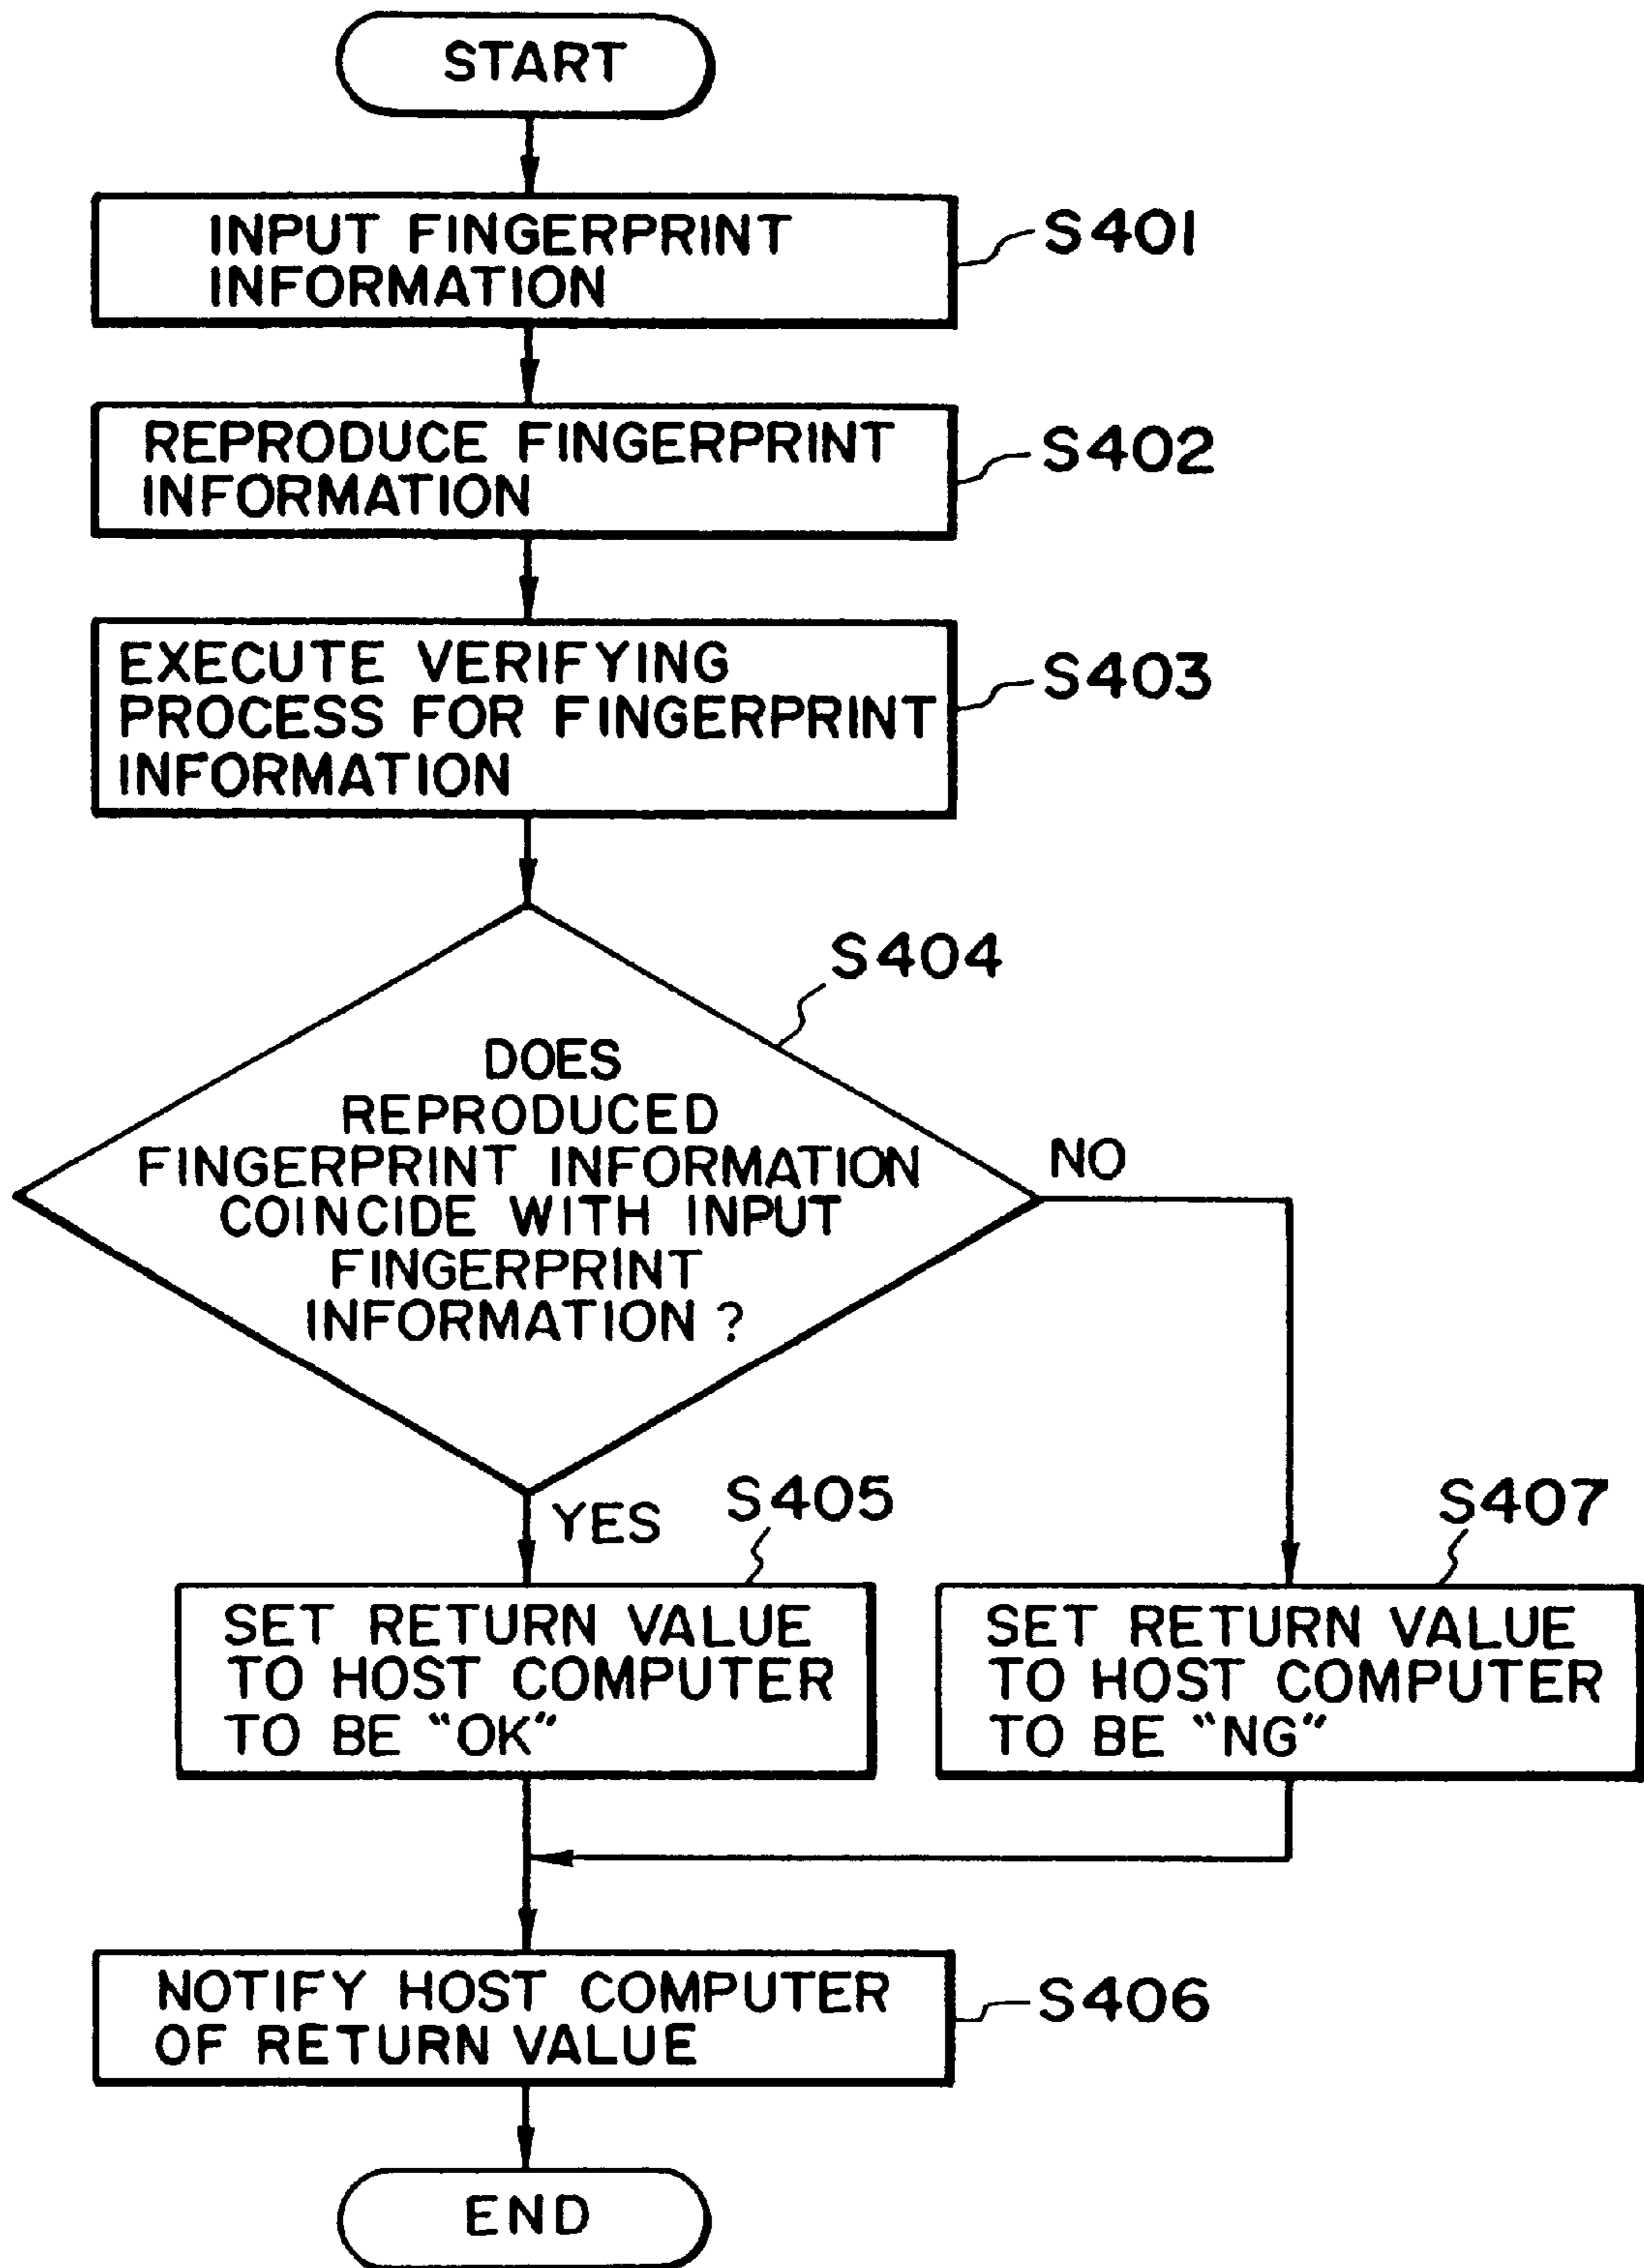 START
INPUT FINGERPRINT
INFORMATION
S401
REPRODUCE FINGERPRINT
INFORMATION
S402
EXECUTE VERIFYING
PROCESS FOR FINGERPRINT
INFORMATION
S403
S404
DOES
REPRODUCED
FINGERPRINT INFORMATION
COINCIDE WITH INPUT
FINGERPRINT
INFORMATION ?
NO
YES
S405
S407
SET RETURN VALUE
TO HOST COMPUTER
TO BE "OK"
SET RETURN VALUE
TO HOST COMPUTER
TO BE "NG"
NOTIFY HOST COMPUTER
OF RETURN VALUE
S406
END